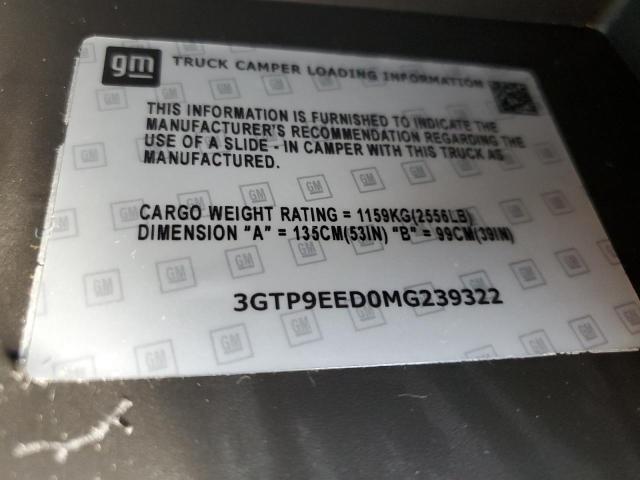 gm TRUCK CAMPER LOADING INFORMATION
THIS INFORMATION IS FURNISHED TO INDICATE THE
MANUFACTURER'S RECOMMENDATION REGARDING THE
USE OF A SLIDE - IN CAMPER WITH THIS TRUCK AS
MANUFACTURED.
CARGO WEIGHT RATING = 1159KG(2556LB)
DIMENSION "A" = 135CM(53IN) "B" = 99CM(39IN)
3GTP9EED0MG239322